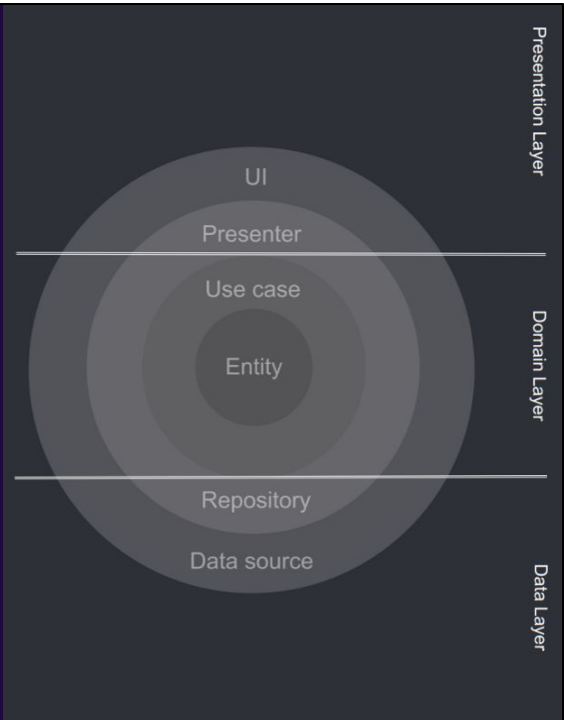 Presentation Layer
UI
Presenter
Use case
Domain Layer
Entity
Repository
Data source
Data Layer